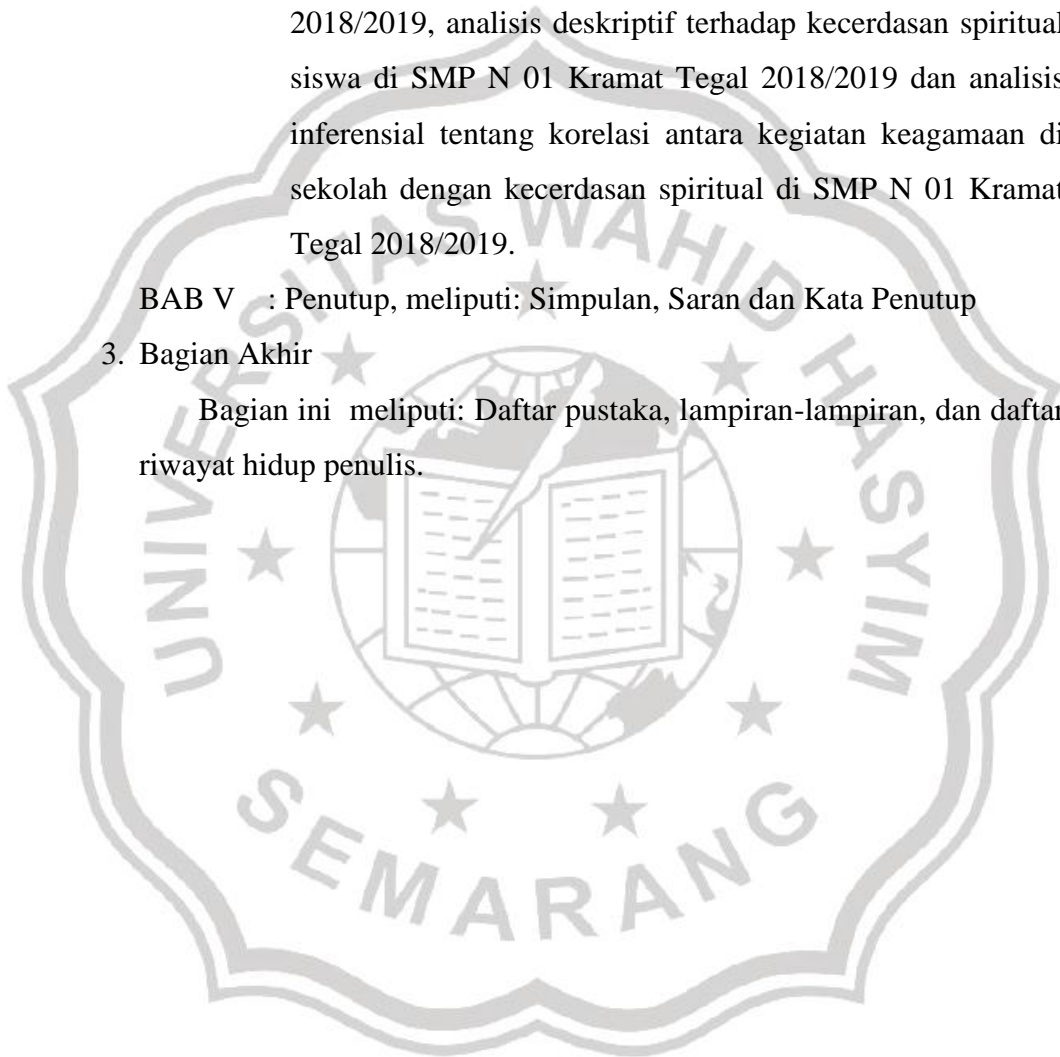 2018/2019, analisis deskriptif terhadap kecerdasan spiritual
siswa di SMP N 01 Kramat Tegal 2018/2019 dan analisis
inferensial tentang korelasi antara kegiatan keagamaan di
sekolah dengan kecerdasan spiritual di SMP N 01 Kramat
Tegal 2018/2019.
BAB V : Penutup, meliputi: Simpulan, Saran dan Kata Penutup
3. Bagian Akhir
Bagian ini meliputi: Daftar pustaka, lampiran-lampiran, dan daftar
riwayat hidup penulis.
UNIVERSITAS WAHID HASYIM
SEMARANG